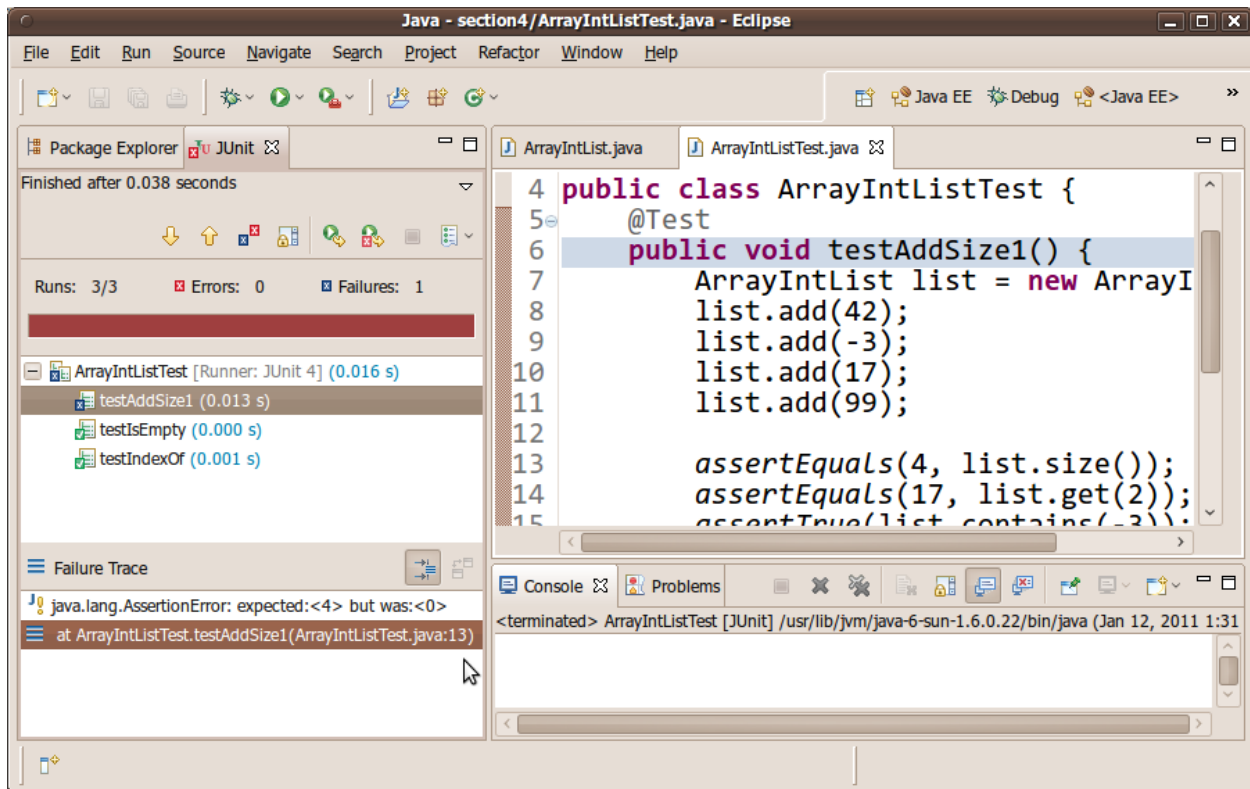 Java - section4/ArrayIntListTest.java - Eclipse
File Edit Run Source Navigate Search Project Refactor Window Help
Java EE Debug <Java EE> »
Package Explorer JUnit
Finished after 0.038 seconds
Runs: 3/3 Errors: 0 Failures: 1
ArrayIntListTest [Runner: JUnit 4] (0.016 s)
testAddSize1 (0.013 s)
testIsEmpty (0.000 s)
testIndexOf (0.001 s)
Failure Trace
java.lang.AssertionError: expected:<4> but was:<0>
at ArrayIntListTest.testAddSize1(ArrayIntListTest.java:13)
ArrayIntList.java ArrayIntListTest.java
4 public class ArrayIntListTest {
5 @Test
6 public void testAddSize1() {
7 ArrayIntList list = new ArrayI
8 list.add(42);
9 list.add(-3);
10 list.add(17);
11 list.add(99);
12
13 assertEquals(4, list.size());
14 assertEquals(17, list.get(2));
15 assertTrue(list.contains(-3));
Console Problems
<terminated> ArrayIntListTest [JUnit] /usr/lib/jvm/java-6-sun-1.6.0.22/bin/java (Jan 12, 2011 1:31